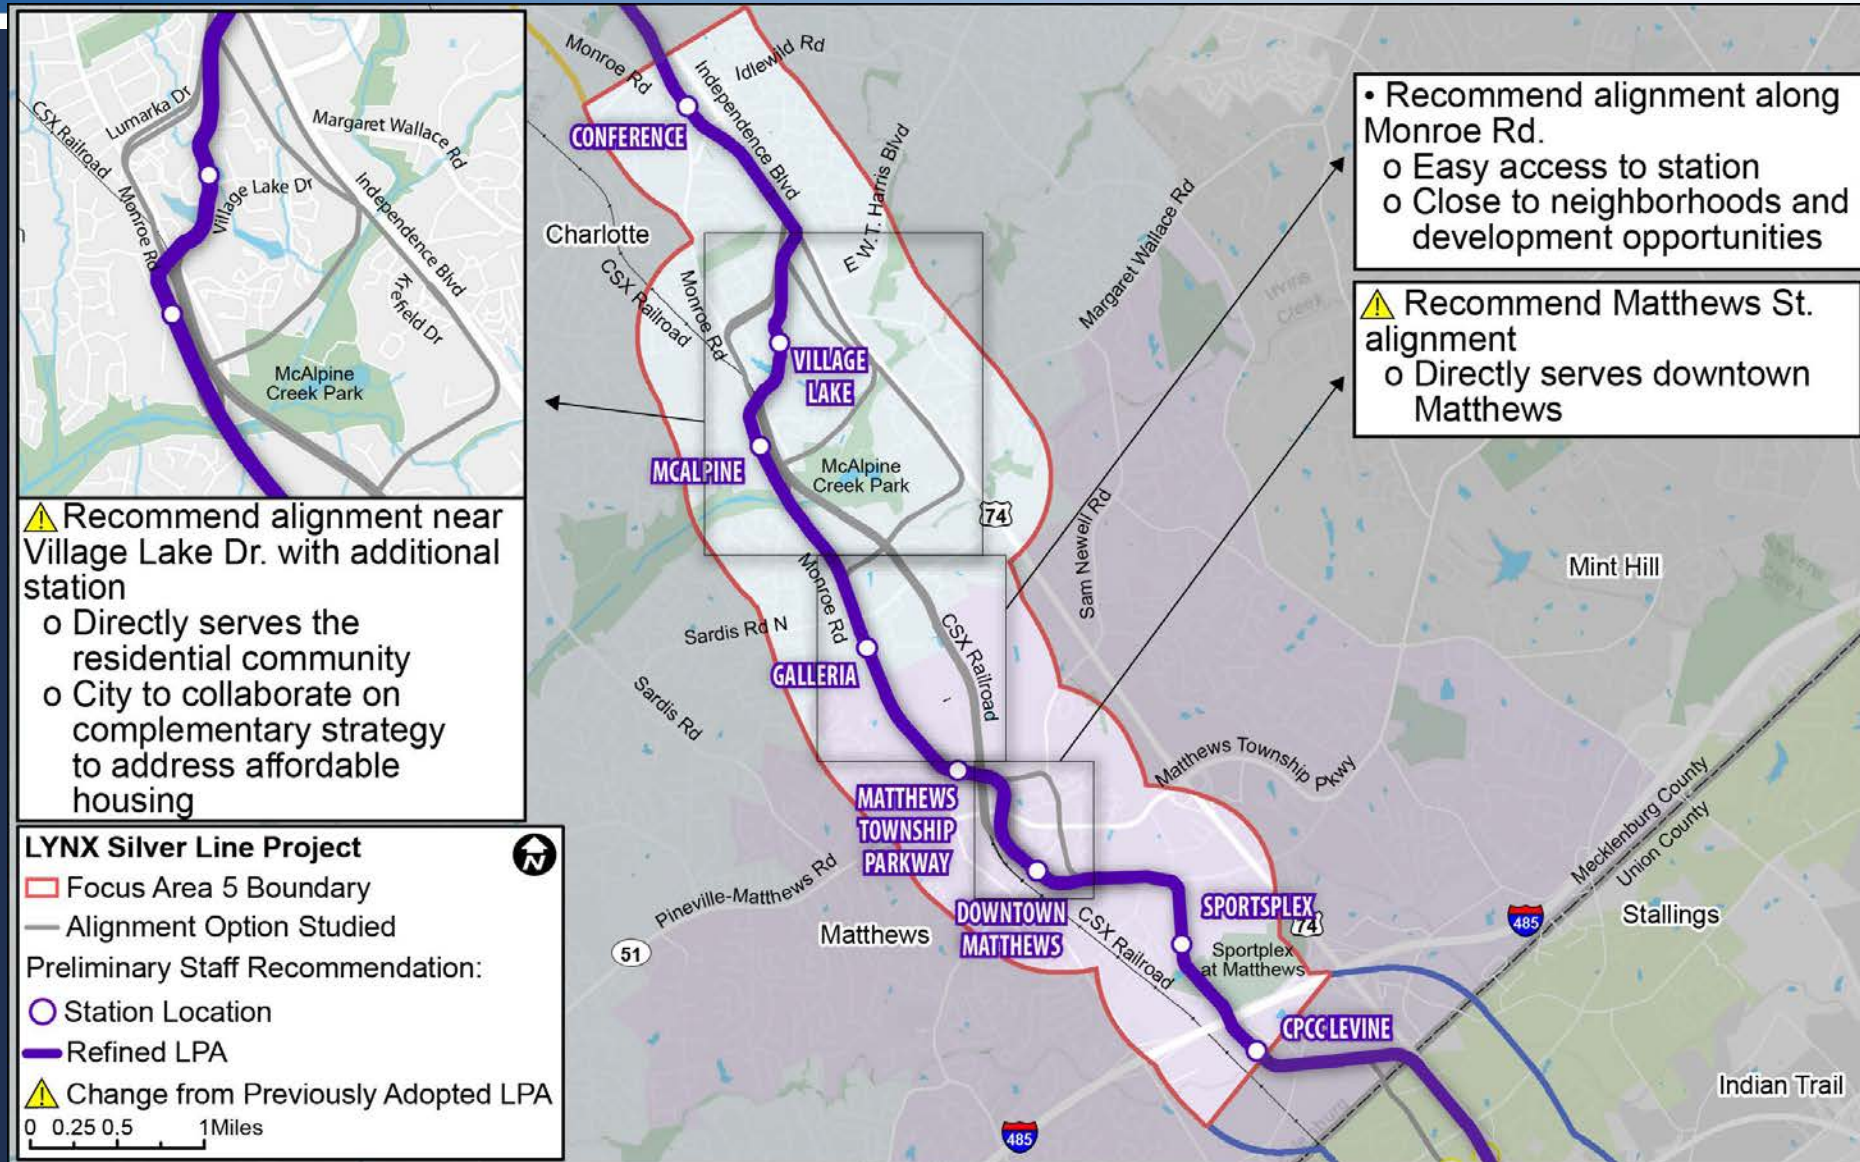 Lumarka Dr
CSX Railroad
Margaret Wallace Rd
Village Lake Dr
Monroe Rd
Independence Blvd
Krefield Dr
McAlpine
Creek Park
Recommend alignment near
Village Lake Dr. with additional
station
o Directly serves the
residential community
o City to collaborate on
complementary strategy
to address affordable
housing
LYNX Silver Line Project
N
Focus Area 5 Boundary
Alignment Option Studied
Preliminary Staff Recommendation:
Station Location
Refined LPA
Change from Previously Adopted LPA
0 0.25 0.5 1 Miles
Monroe Rd
Idlewild Rd
Independence Blvd
CONFERENCE
E W.T. Harris Blvd
Charlotte
CSX Railroad
Monroe Rd
Margaret Wallace Rd
VILLAGE
LAKE
MCALPINE
McAlpine
Creek Park
74
Sam Newell Rd
Monroe Rd
Sardis Rd N
CSX Railroad
GALLERIA
Sardis Rd
Matthews Township Pkwy
MATTHEWS
TOWNSHIP
PARKWAY
Pineville-Matthews Rd
51
Matthews
DOWNTOWN
MATTHEWS
CSX Railroad
SPORTSPLEX
74
Sportplex
at Matthews
CPCC LEVINE
485
485
Mint Hill
Mecklenburg County
Union County
Stallings
Indian Trail
Irvins
Creek
• Recommend alignment along
Monroe Rd.
o Easy access to station
o Close to neighborhoods and
development opportunities
Recommend Matthews St.
alignment
o Directly serves downtown
Matthews